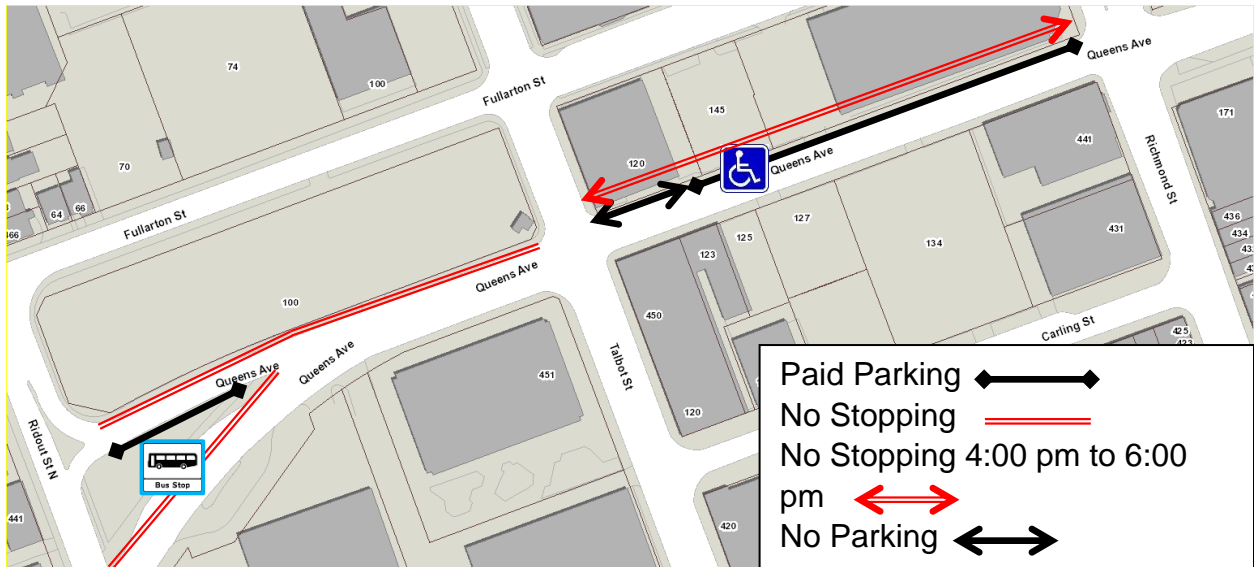 74
100
Fullarton St
Queens Ave
171
145
70
120
441
Queens Ave
Richmond St
64
66
466
Fullarton St
127
125
134
431
436
434
123
Queens Ave
100
450
Carling St
425
423
Queens Ave
Queens Ave
451
Talbot St
120
Ridout St N
Bus Stop
441
420
Paid Parking
No Stopping
No Stopping 4:00 pm to 6:00
pm
No Parking